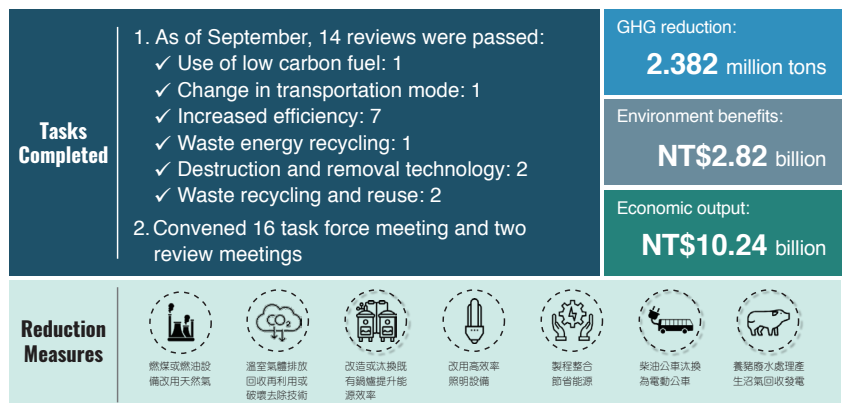 Tasks
Completed
1. As of September, 14 reviews were passed:
✓ Use of low carbon fuel: 1
✓ Change in transportation mode: 1
✓ Increased efficiency: 7
✓ Waste energy recycling: 1
✓ Destruction and removal technology: 2
✓ Waste recycling and reuse: 2
2. Convened 16 task force meeting and two
review meetings
GHG reduction:
2.382 million tons
Environment benefits:
NT$2.82 billion
Economic output:
NT$10.24 billion
Reduction
Measures
CO2
燃煤或燃油設
備改用天然氣
溫室氣體排放
回收再利用或
破壞去除技術
改造或汰換既
有鍋爐提升能
源效率
改用高效率
照明設備
製程整合
節省能源
柴油公車汰換
為電動公車
養豬廢水處理產
生沼氣回收發電